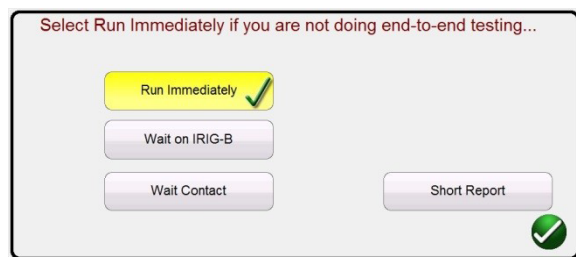 Select Run Immediately if you are not doing end-to-end testing...
Run Immediately
Wait on IRIG-B
Wait Contact
Short Report